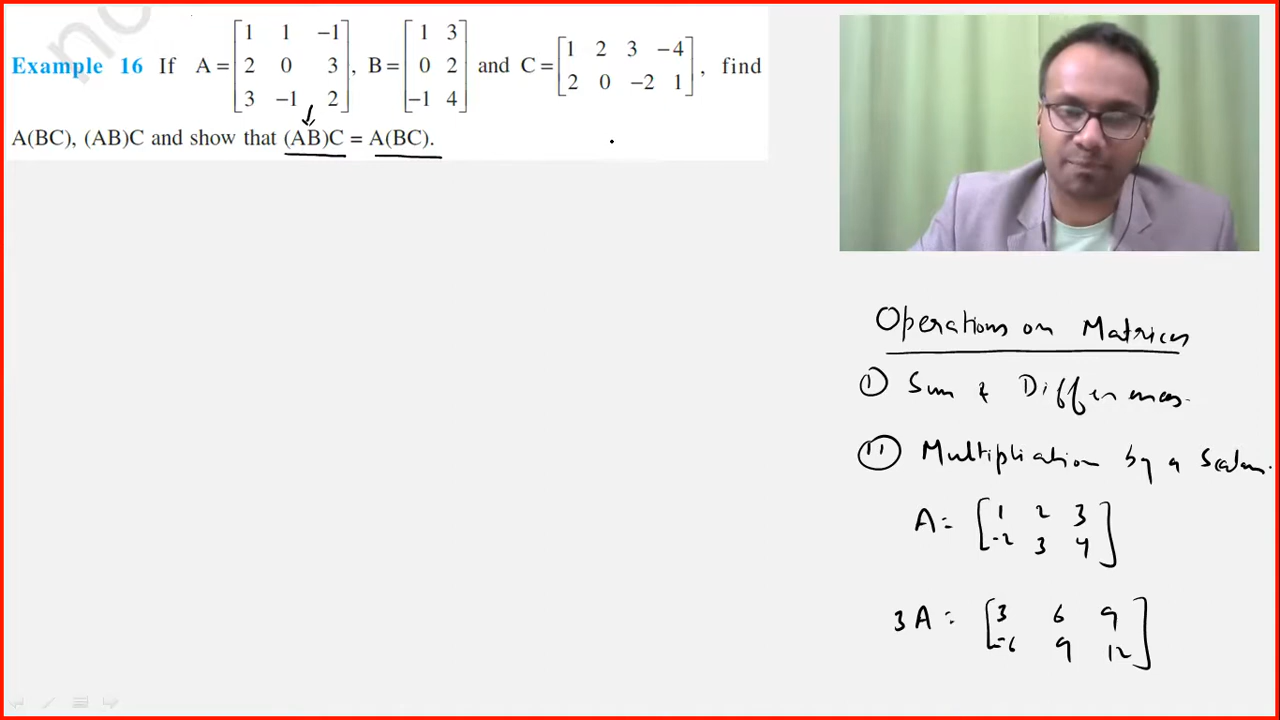 Example 16 If A = [1 1 −1; 2 0 3; 3 −1 2], B = [1 3; 0 2; −1 4] and C = [1 2 3 −4; 2 0 −2 1], find
A(BC), (AB)C and show that (AB)C = A(BC).
Operations on Matrices
I Sum & Differences.
II Multipliation by a Scalar.
A = [1 2 3; -2 3 4]
3A = [3 6 9; -6 9 12]